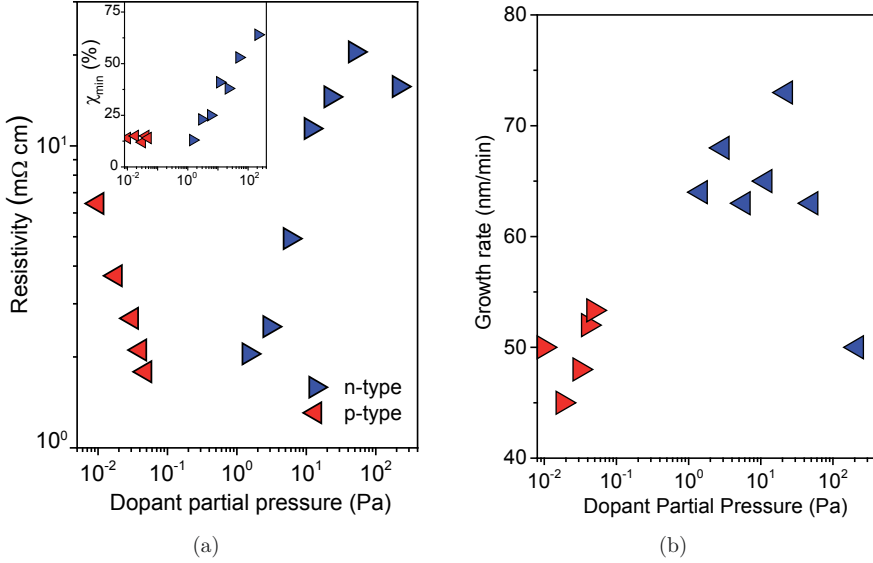 75
50
25
0
χmin (%)
10⁻² 10⁰ 10²
10¹
10⁰
Resistivity (mΩ cm)
n-type
p-type
10⁻² 10⁻¹ 10⁰ 10¹ 10²
Dopant partial pressure (Pa)
(a)
80
70
60
50
40
Growth rate (nm/min)
10⁻² 10⁰ 10¹ 10²
Dopant Partial Pressure (Pa)
(b)